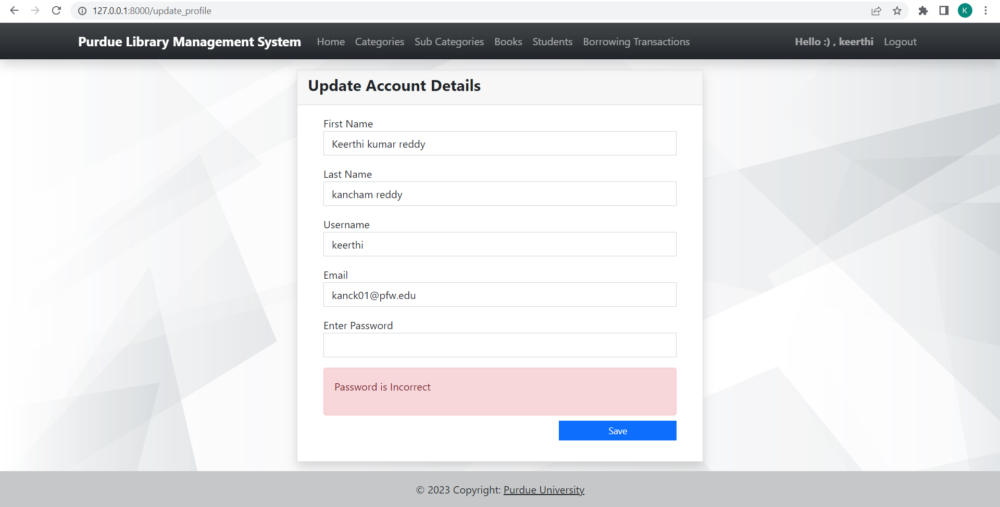 127.0.0.1:8000/update_profile
K
Purdue Library Management System Home Categories Sub Categories Books Students Borrowing Transactions Hello :) , keerthi Logout
Update Account Details
First Name
Keerthi kumar reddy
Last Name
kancham reddy
Username
keerthi
Email
kanck01@pfw.edu
Enter Password
Password is Incorrect
Save
© 2023 Copyright: Purdue University